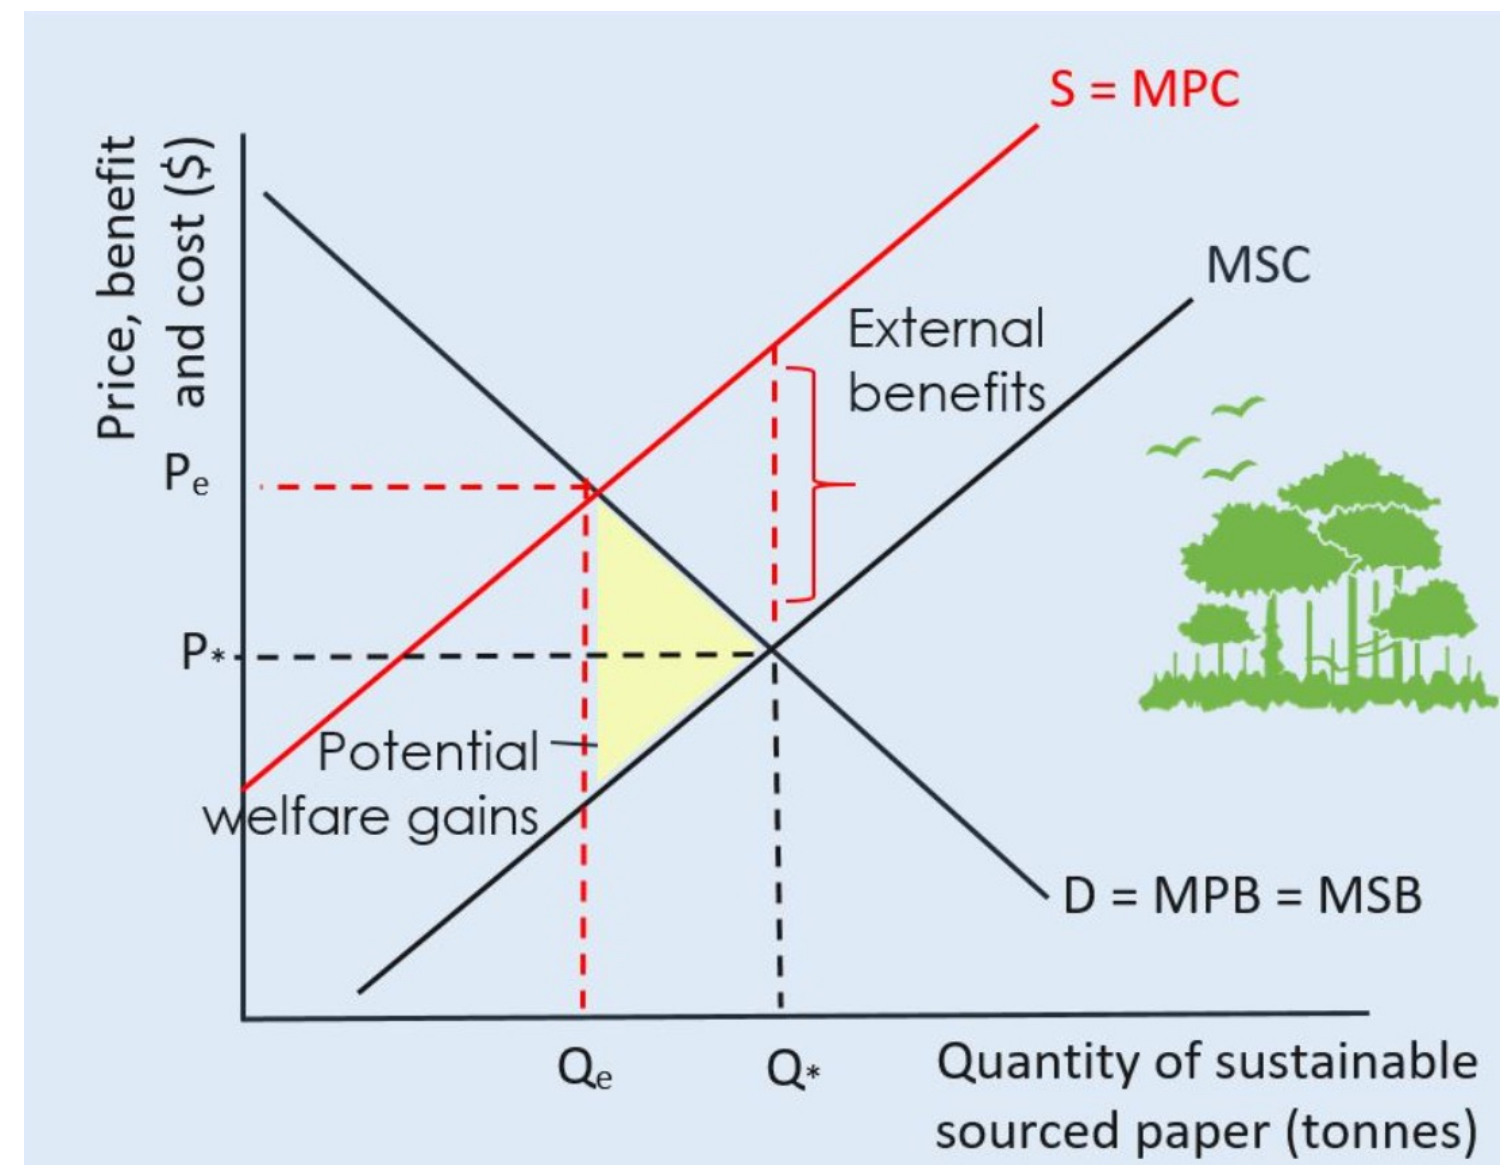 S = MPC
Price, benefit
and cost ($)
MSC
External
benefits
Pe
P*
Potential
welfare gains
D = MPB = MSB
Qe
Q*
Quantity of sustainable
sourced paper (tonnes)